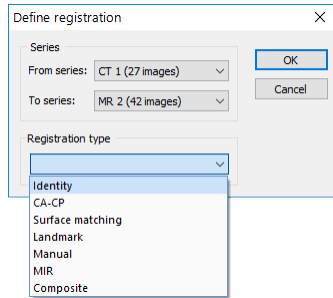 Define registration
Series
From series: CT 1 (27 images)
OK
To series: MR 2 (42 images)
Cancel
Registration type
Identity
CA-CP
Surface matching
Landmark
Manual
MIR
Composite